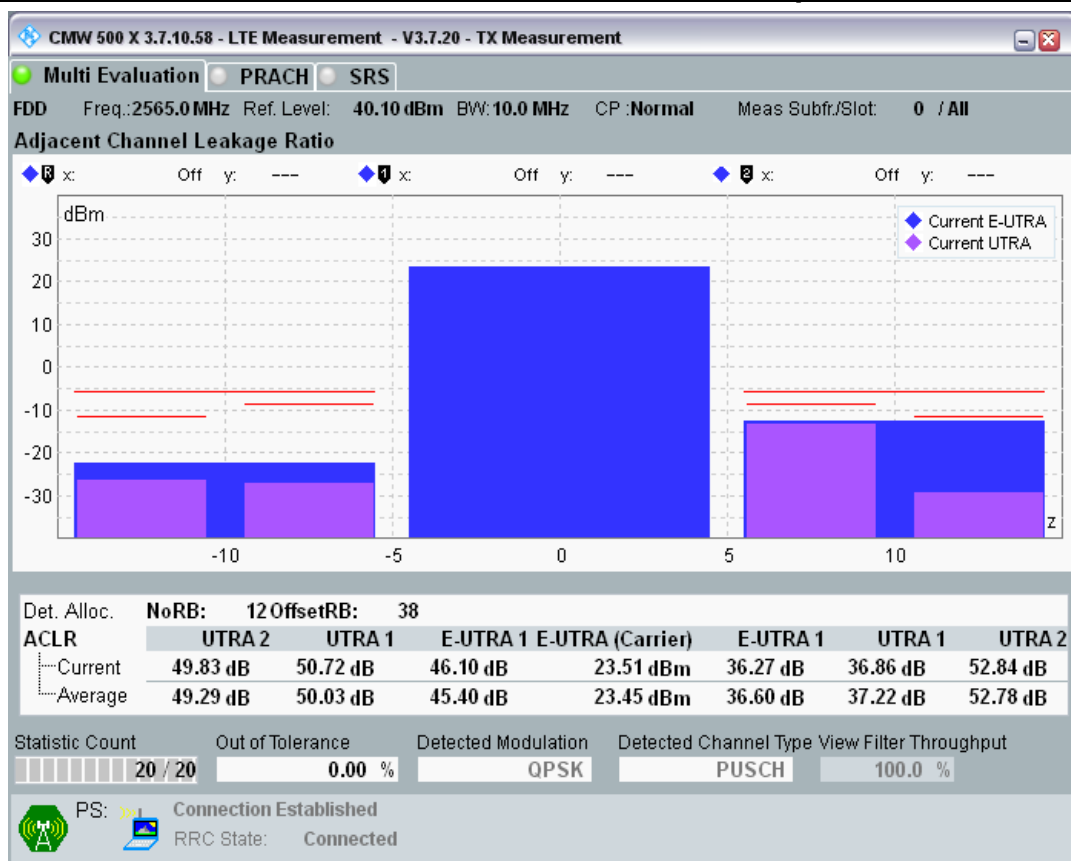 CMW 500 X 3.7.10.58 - LTE Measurement - V3.7.20 - TX Measurement
Multi Evaluation PRACH SRS
FDD Freq.:2565.0 MHz Ref. Level: 40.10 dBm BW:10.0 MHz CP :Normal Meas Subfr./Slot: 0 / All
Adjacent Channel Leakage Ratio
R x: Off y: --- 1 x: Off y: --- 2 x: Off y: ---
dBm
Current E-UTRA
Current UTRA
30
20
10
0
-10
-20
-30
z
-10 -5 0 5 10
Det. Alloc. NoRB: 12 OffsetRB: 38
ACLR UTRA 2 UTRA 1 E-UTRA 1 E-UTRA (Carrier) E-UTRA 1 UTRA 1 UTRA 2
Current 49.83 dB 50.72 dB 46.10 dB 23.51 dBm 36.27 dB 36.86 dB 52.84 dB
Average 49.29 dB 50.03 dB 45.40 dB 23.45 dBm 36.60 dB 37.22 dB 52.78 dB
Statistic Count Out of Tolerance Detected Modulation Detected Channel Type View Filter Throughput
20 / 20 0.00 % QPSK PUSCH 100.0 %
PS: Connection Established
RRC State: Connected